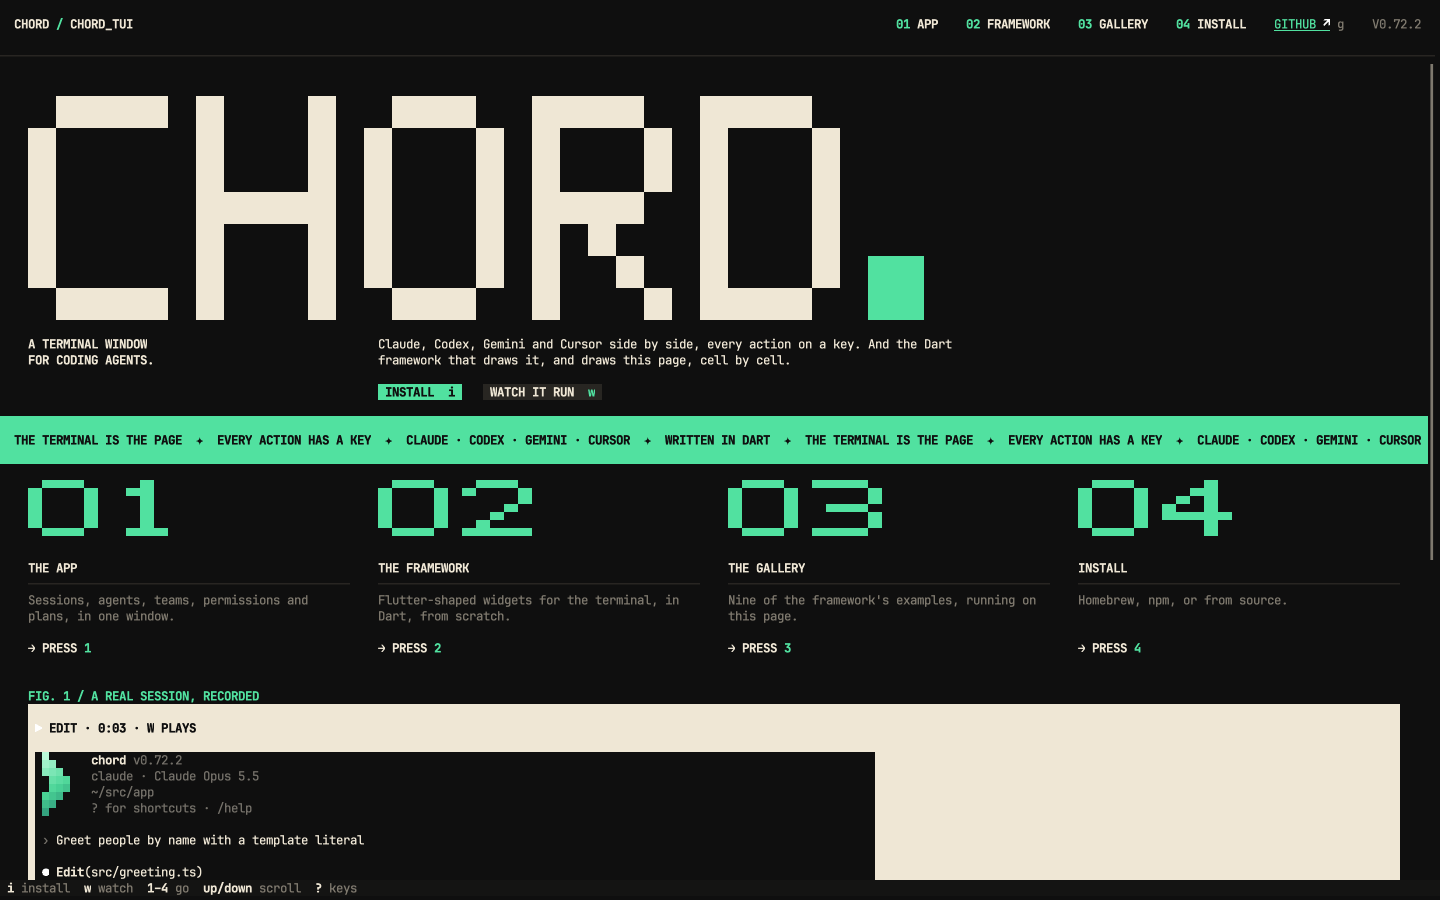 CHORD / CHORD_TUI
01 APP 02 FRAMEWORK 03 GALLERY 04 INSTALL GITHUB ↗ g V0.72.2
CHORD.
A TERMINAL WINDOW
FOR CODING AGENTS.
Claude, Codex, Gemini and Cursor side by side, every action on a key. And the Dart
framework that draws it, and draws this page, cell by cell.
INSTALL i WATCH IT RUN w
THE TERMINAL IS THE PAGE ✦ EVERY ACTION HAS A KEY ✦ CLAUDE · CODEX · GEMINI · CURSOR ✦ WRITTEN IN DART ✦ THE TERMINAL IS THE PAGE ✦ EVERY ACTION HAS A KEY ✦ CLAUDE · CODEX · GEMINI · CURSOR
01 02 03 04
THE APP
Sessions, agents, teams, permissions and
plans, in one window.
→ PRESS 1
THE FRAMEWORK
Flutter-shaped widgets for the terminal, in
Dart, from scratch.
→ PRESS 2
THE GALLERY
Nine of the framework's examples, running on
this page.
→ PRESS 3
INSTALL
Homebrew, npm, or from source.
→ PRESS 4
FIG. 1 / A REAL SESSION, RECORDED
▶ EDIT · 0:03 · W PLAYS
chord v0.72.2
claude · Claude Opus 5.5
~/src/app
? for shortcuts · /help
› Greet people by name with a template literal
● Edit(src/greeting.ts)
i install w watch 1-4 go up/down scroll ? keys